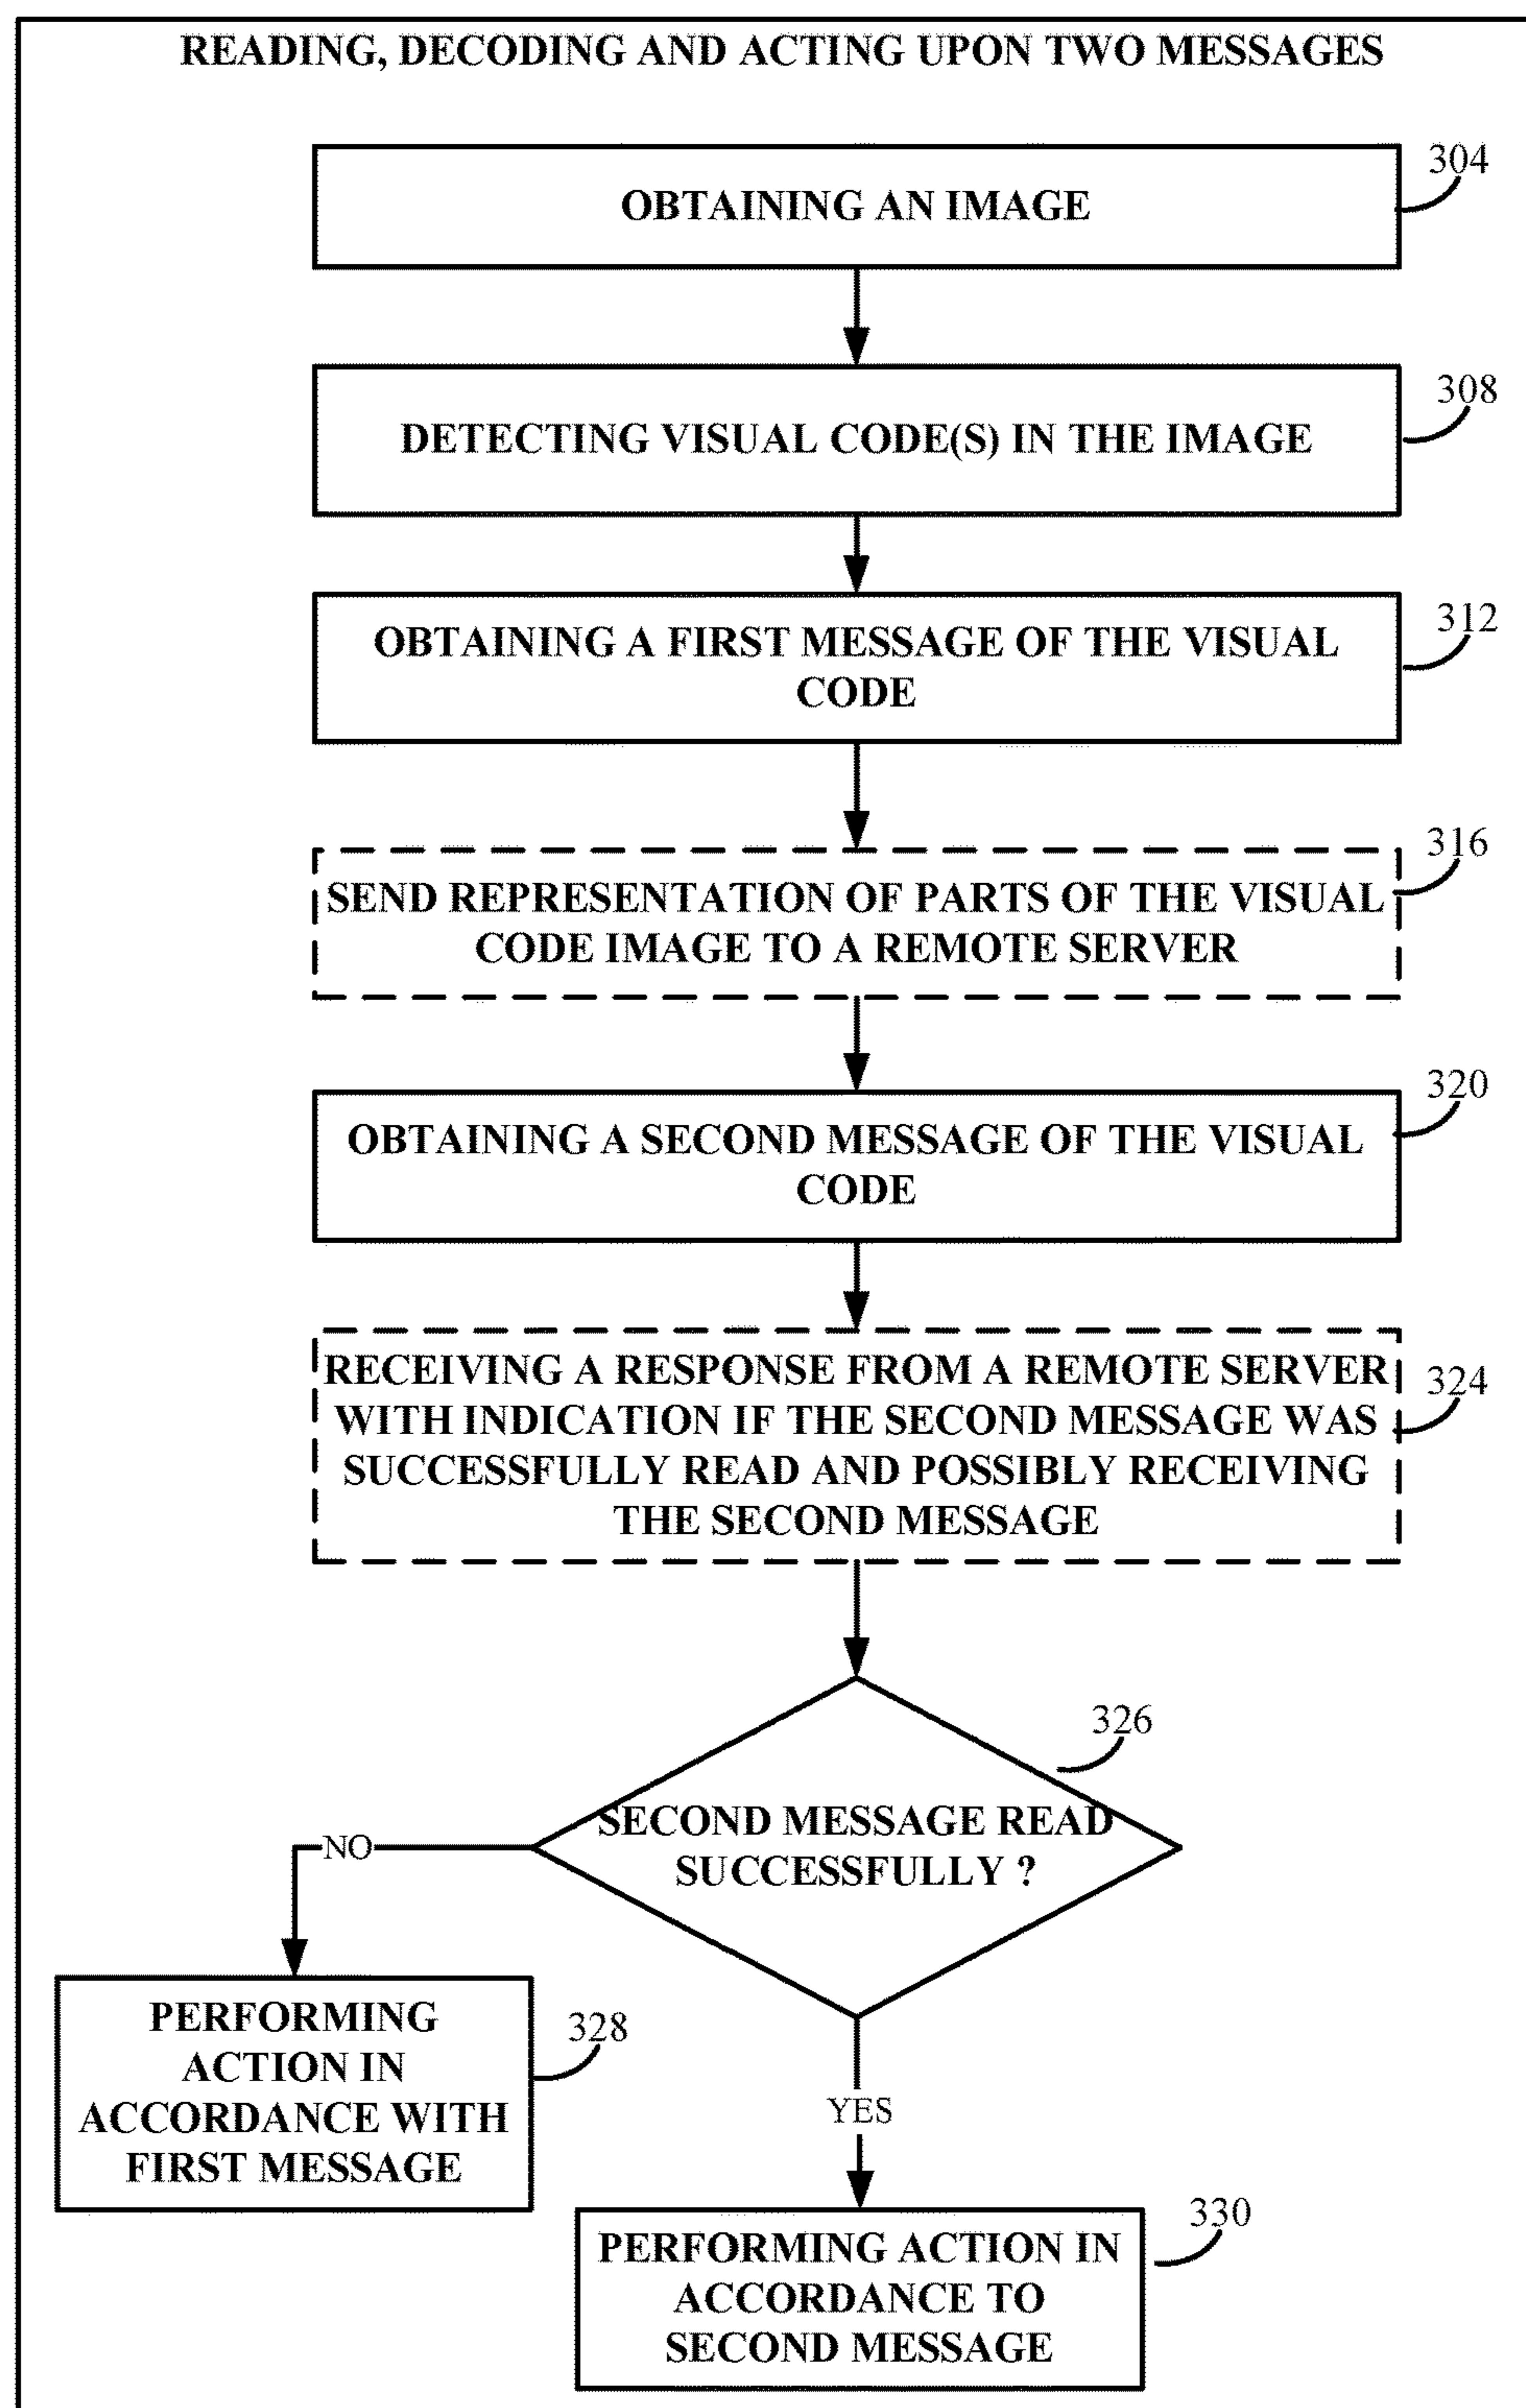 READING, DECODING AND ACTING UPON TWO MESSAGES
304
OBTAINING AN IMAGE
308
DETECTING VISUAL CODE(S) IN THE IMAGE
312
OBTAINING A FIRST MESSAGE OF THE VISUAL
CODE
316
SEND REPRESENTATION OF PARTS OF THE VISUAL
CODE IMAGE TO A REMOTE SERVER
320
OBTAINING A SECOND MESSAGE OF THE VISUAL
CODE
324
RECEIVING A RESPONSE FROM A REMOTE SERVER
WITH INDICATION IF THE SECOND MESSAGE WAS
SUCCESSFULLY READ AND POSSIBLY RECEIVING
THE SECOND MESSAGE
326
SECOND MESSAGE READ
SUCCESSFULLY ?
NO
328
PERFORMING
ACTION IN
ACCORDANCE WITH
FIRST MESSAGE
YES
330
PERFORMING ACTION IN
ACCORDANCE TO
SECOND MESSAGE